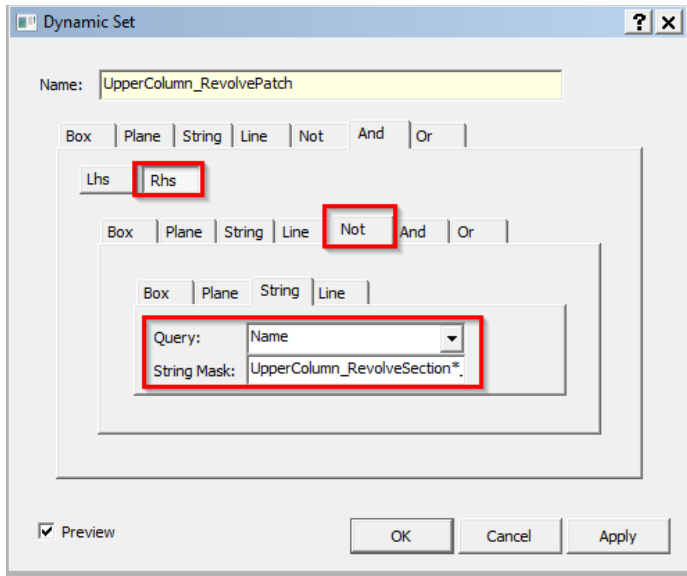 Dynamic Set
Name: UpperColumn_RevolvePatch
Box Plane String Line Not And Or
Lhs Rhs
Box Plane String Line Not And Or
Box Plane String Line
Query: Name
String Mask: UpperColumn_RevolveSection*_
Preview OK Cancel Apply